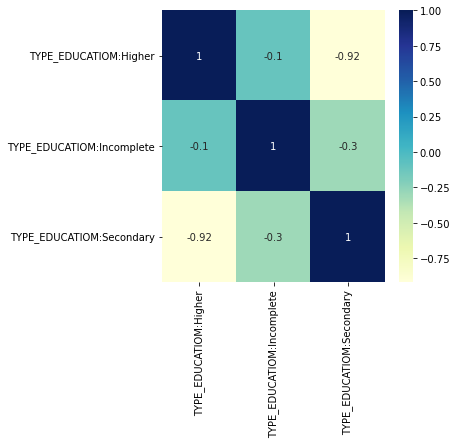 TYPE_EDUCATIOM:Higher
TYPE_EDUCATIOM:Incomplete
TYPE_EDUCATIOM:Secondary
1
-0.1
-0.92
-0.1
1
-0.3
-0.92
-0.3
1
TYPE_EDUCATIOM:Higher
TYPE_EDUCATIOM:Incomplete
TYPE_EDUCATIOM:Secondary
1.00
0.75
0.50
0.25
0.00
−0.25
−0.50
−0.75